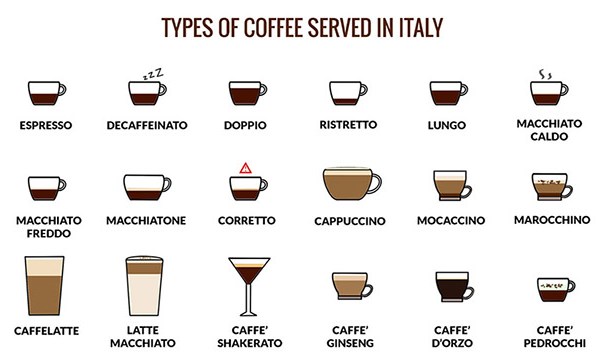 TYPES OF COFFEE SERVED IN ITALY
zzZ
ESPRESSO
DECAFFEINATO
DOPPIO
RISTRETTO
LUNGO
MACCHIATO
CALDO
MACCHIATO
FREDDO
MACCHIATONE
CORRETTO
CAPPUCCINO
MOCACCINO
MAROCCHINO
CAFFELATTE
LATTE
MACCHIATO
CAFFE'
SHAKERATO
CAFFE'
GINSENG
CAFFE'
D'ORZO
CAFFE'
PEDROCCHI